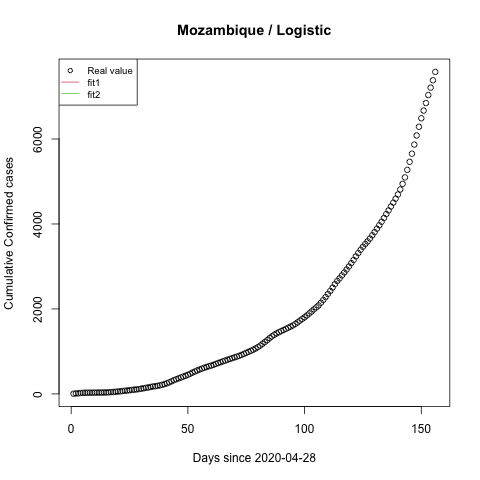 Mozambique / Logistic
Real value
fit1
fit2
6000
4000
2000
0
Cumulative Confirmed cases
0 50 100 150
Days since 2020-04-28